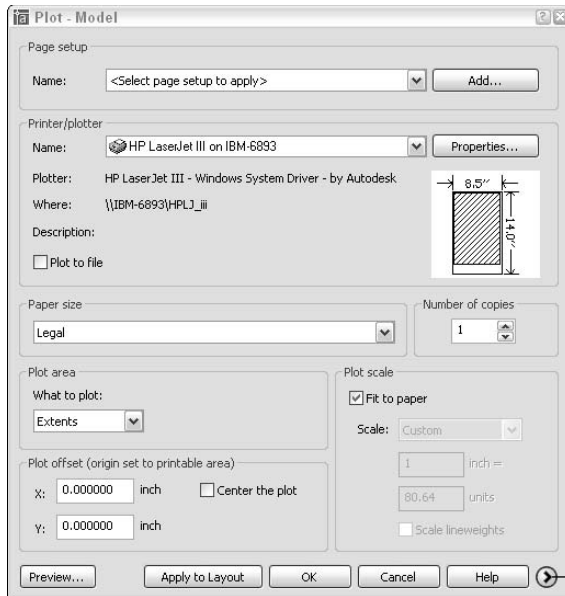 Plot - Model
Page setup
Name: <Select page setup to apply> Add...
Printer/plotter
Name: HP LaserJet III on IBM-6893 Properties...
Plotter: HP LaserJet III - Windows System Driver - by Autodesk
Where: \\IBM-6893\HPLJ_iii
Description:
Plot to file
8.5''
14.0''
Paper size
Legal
Number of copies
1
Plot area
What to plot:
Extents
Plot offset (origin set to printable area)
X: 0.000000 inch Center the plot
Y: 0.000000 inch
Plot scale
Fit to paper
Scale: Custom
1 inch =
80.64 units
Scale lineweights
Preview... Apply to Layout OK Cancel Help